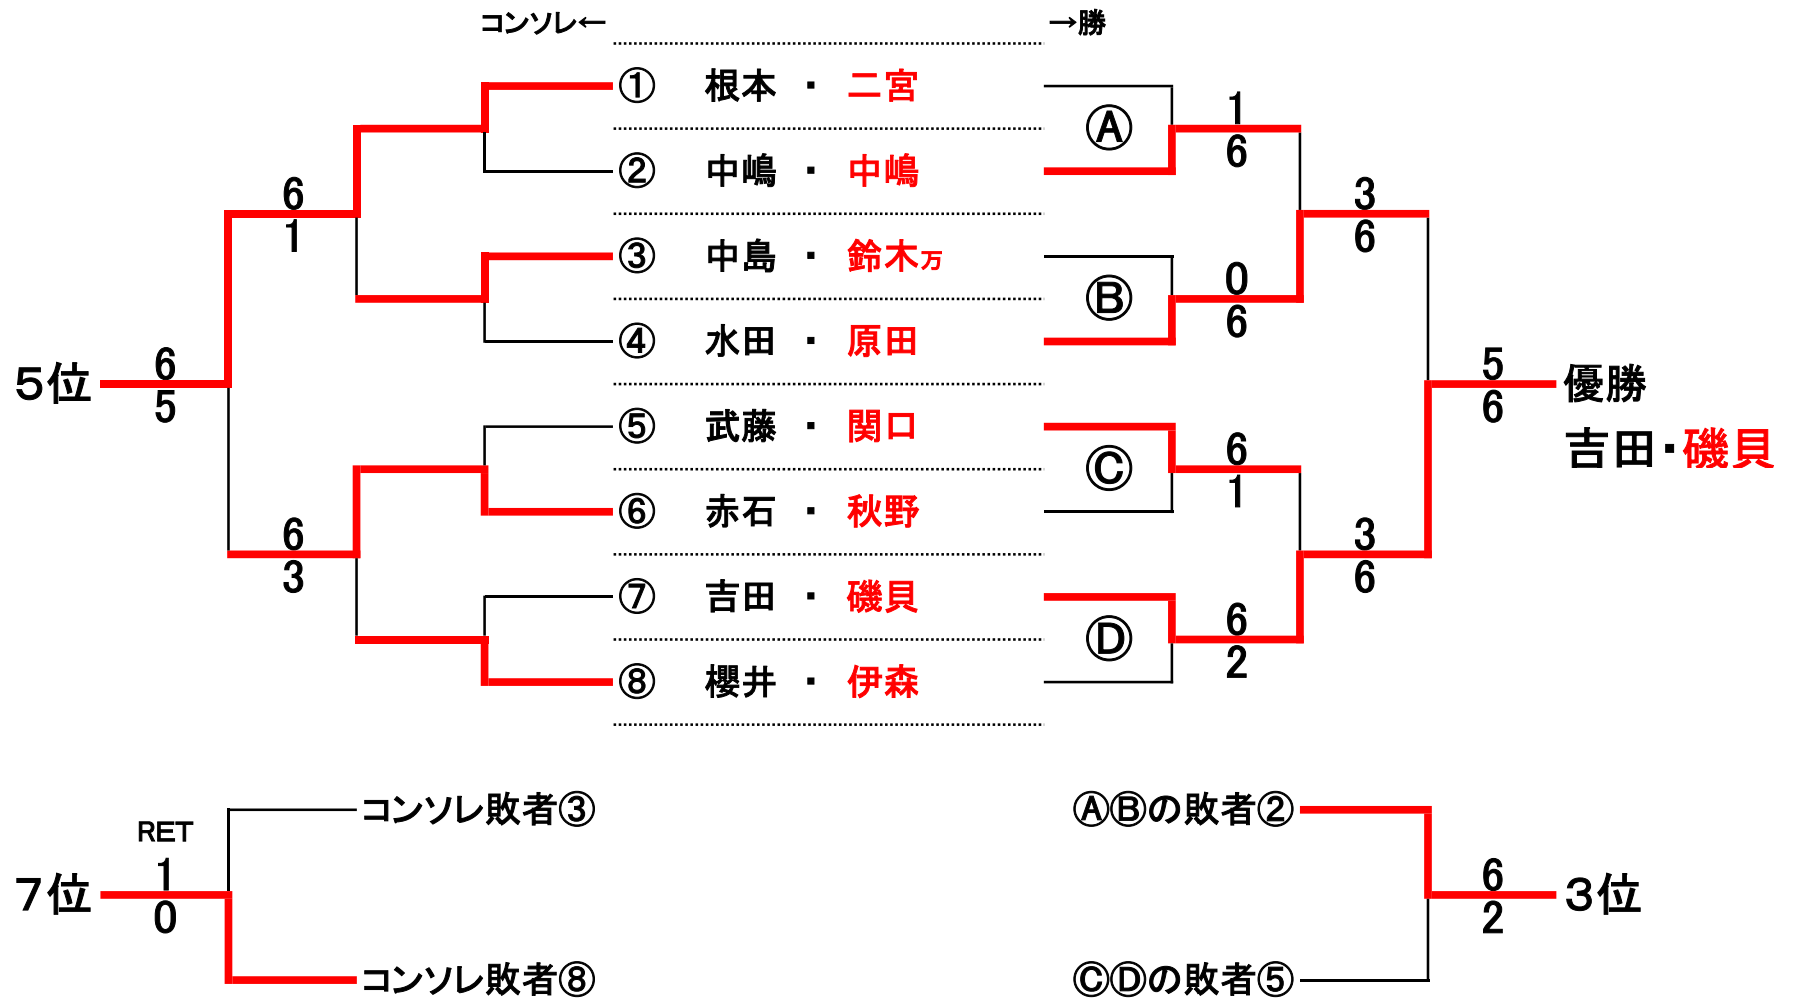 コンソレ← →勝
① 根本 ・ 二宮
Ⓐ
1
6
② 中嶋 ・ 中嶋
6
1
3
6
③ 中島 ・ 鈴木万
Ⓑ
0
6
④ 水田 ・ 原田
5位
6
5
5
6
優勝
吉田・磯貝
⑤ 武藤 ・ 関口
Ⓒ
6
1
⑥ 赤石 ・ 秋野
6
3
3
6
⑦ 吉田 ・ 磯貝
Ⓓ
6
2
⑧ 櫻井 ・ 伊森
コンソレ敗者③
RET
7位
1
0
コンソレ敗者⑧
ⒶⒷの敗者②
6
2
3位
ⒸⒹの敗者⑤